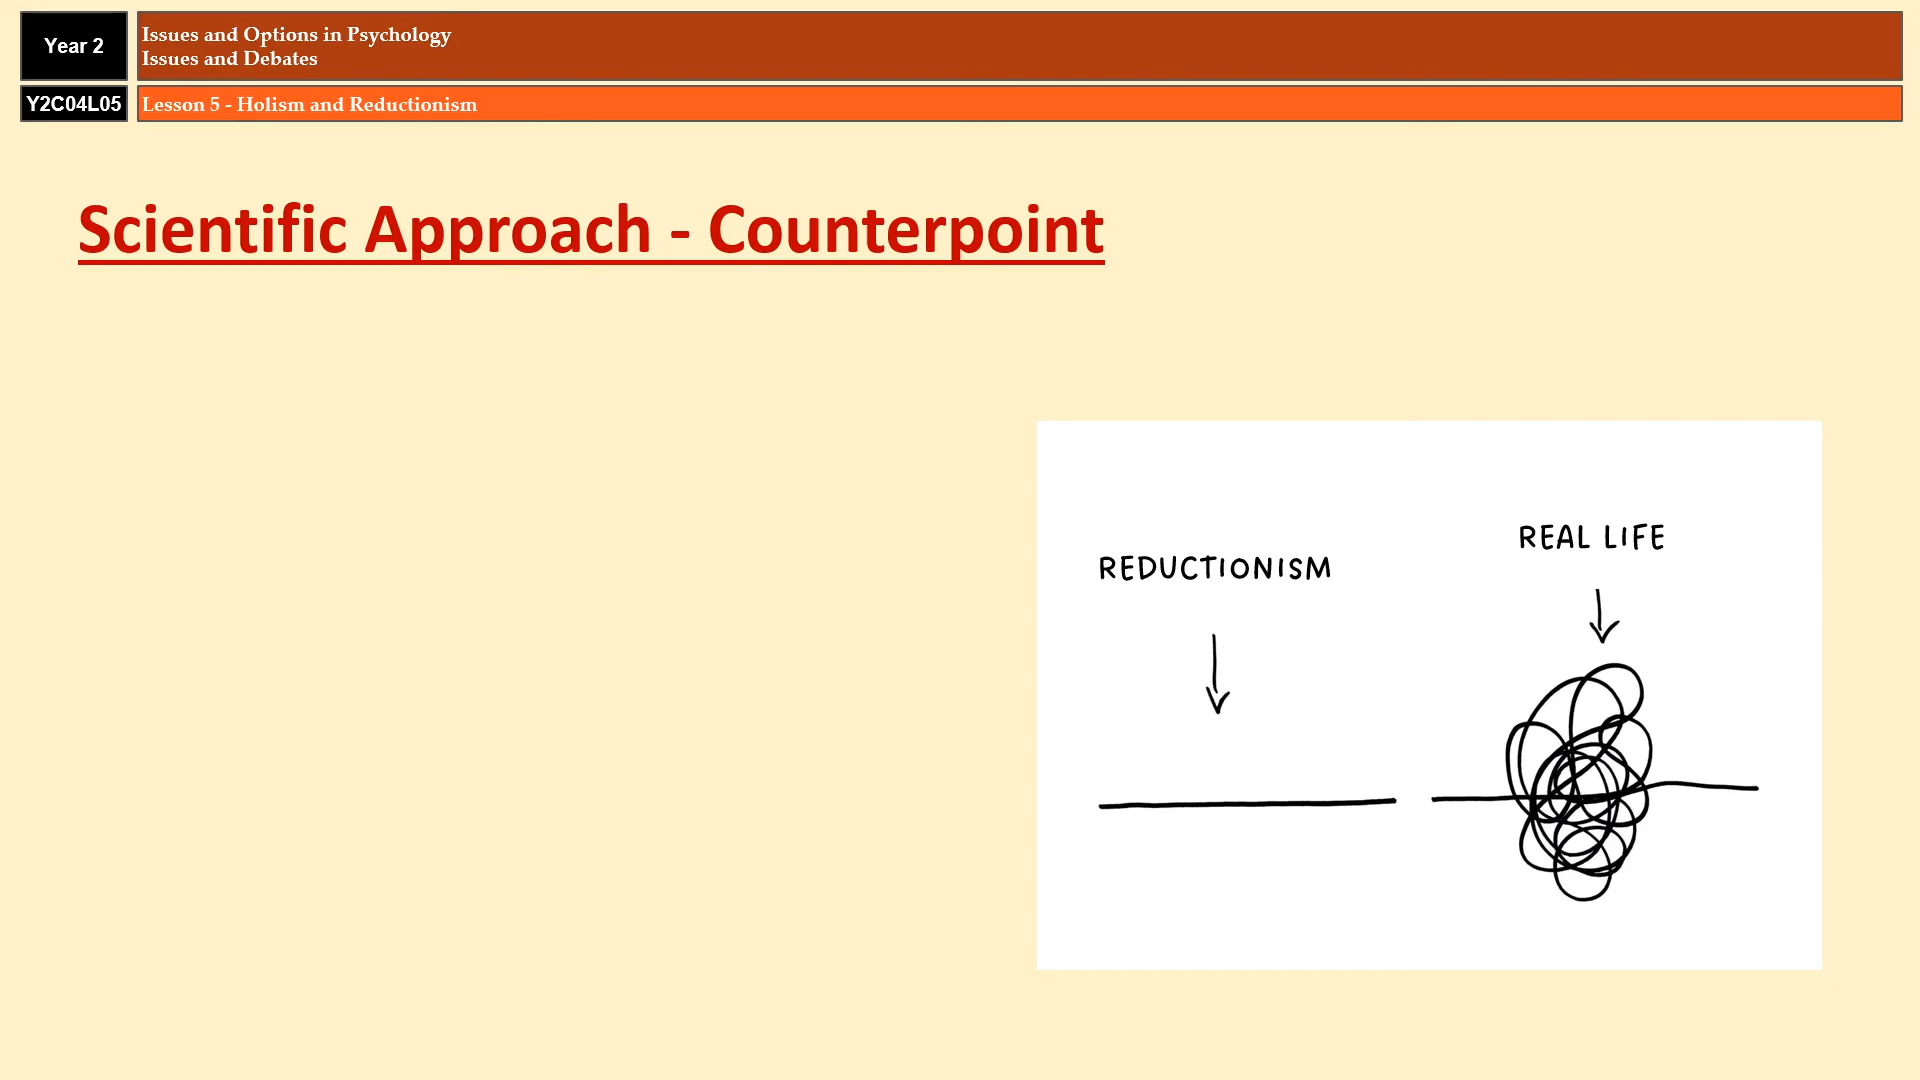 Year 2
Issues and Options in Psychology
Issues and Debates
Y2C04L05
Lesson 5 - Holism and Reductionism
Scientific Approach - Counterpoint
REDUCTIONISM
REAL LIFE